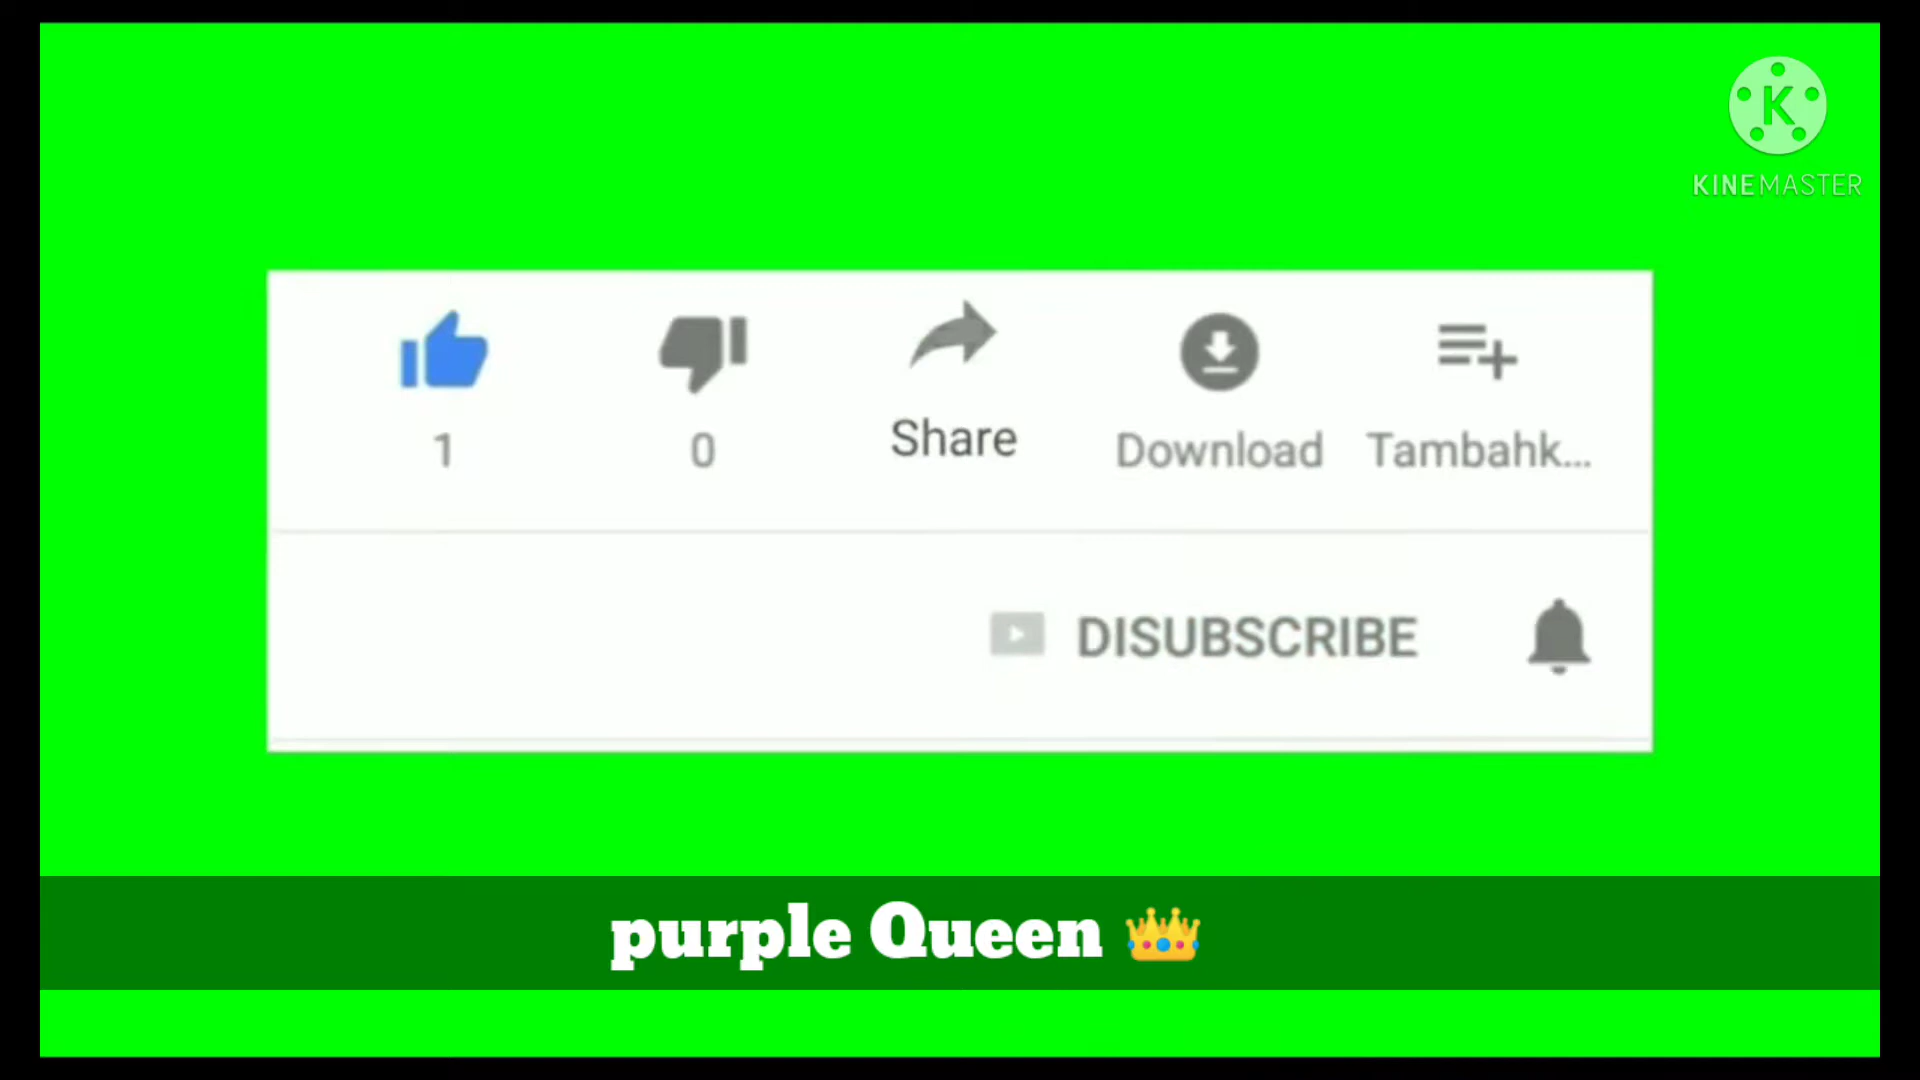 K
KINEMASTER
1 0 Share Download Tambahk...
DISUBSCRIBE
purple Queen 👑